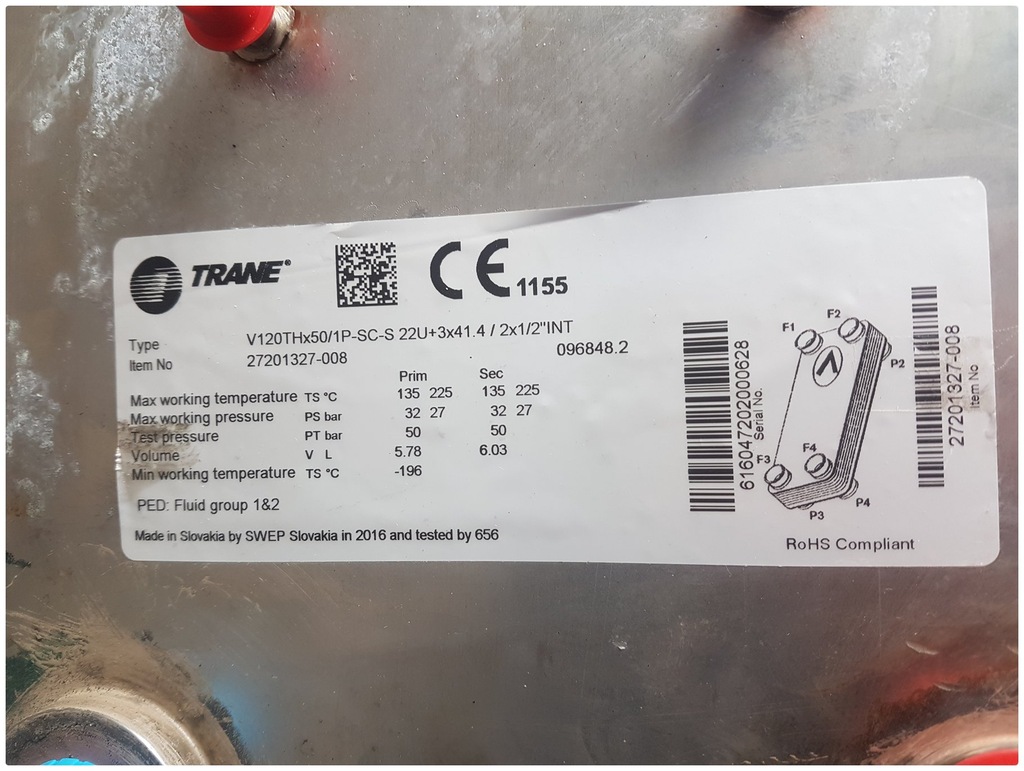 TRANE®
CE 1155
Type V120THx50/1P-SC-S 22U+3x41.4 / 2x1/2"INT
Item No 27201327-008 096848.2
Prim Sec
Max working temperature TS °C 135 225 135 225
Max working pressure PS bar 32 27 32 27
Test pressure PT bar 50 50
Volume V L 5.78 6.03
Min working temperature TS °C -196
PED: Fluid group 1&2
Made in Slovakia by SWEP Slovakia in 2016 and tested by 656
61604720200​0628
Serial No.
F1
F2
P2
F3
F4
P3
P4
27201327-008
Item No
RoHS Compliant